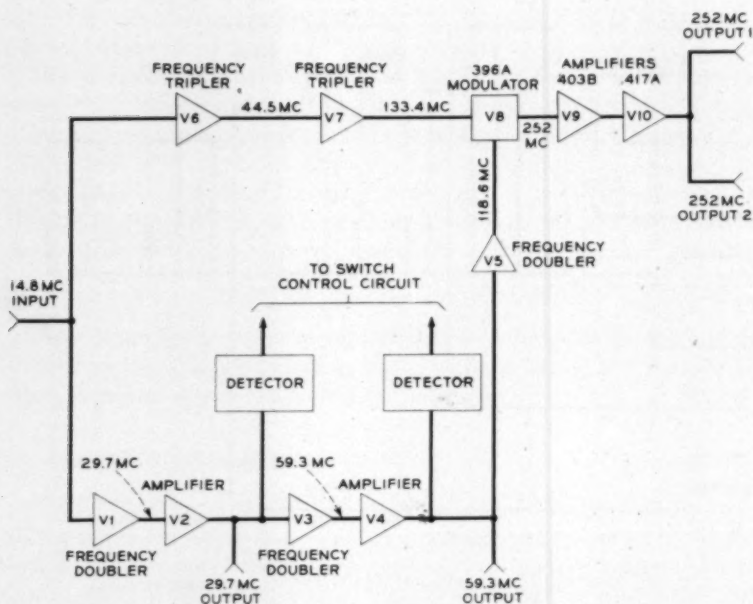 252 MC
OUTPUT 1
FREQUENCY
TRIPLER
FREQUENCY
TRIPLER
396A
MODULATOR
AMPLIFIERS
403B
417A
V6
44.5 MC
V7
133.4 MC
V8
252
MC
V9
V10
252 MC
OUTPUT 2
118.6 MC
V5
FREQUENCY
DOUBLER
TO SWITCH
CONTROL CIRCUIT
14.8 MC
INPUT
DETECTOR
DETECTOR
29.7 MC
AMPLIFIER
59.3 MC
AMPLIFIER
V1
V2
V3
V4
FREQUENCY
DOUBLER
FREQUENCY
DOUBLER
29.7 MC
OUTPUT
59.3 MC
OUTPUT